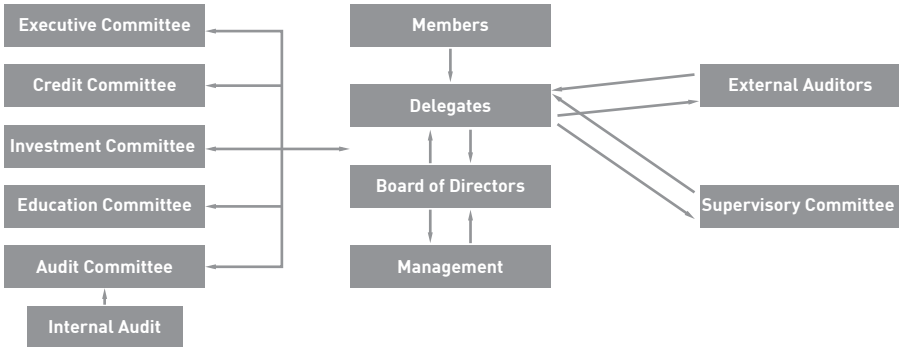 Executive Committee
Credit Committee
Investment Committee
Education Committee
Audit Committee
Internal Audit
Members
Delegates
Board of Directors
Management
External Auditors
Supervisory Committee